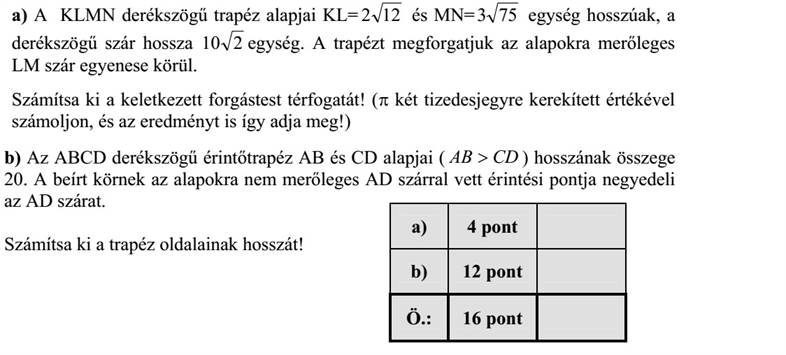 a) A KLMN derékszögű trapéz alapjai KL=2√12 és MN=3√75 egység hosszúak, a
derékszögű szár hossza 10√2 egység. A trapézt megforgatjuk az alapokra merőleges
LM szár egyenese körül.
Számítsa ki a keletkezett forgástest térfogatát! (π két tizedesjegyre kerekített értékével
számoljon, és az eredményt is így adja meg!)
b) Az ABCD derékszögű érintőtrapéz AB és CD alapjai ( AB > CD ) hosszának összege
20. A beírt körnek az alapokra nem merőleges AD szárral vett érintési pontja negyedeli
az AD szárat.
Számítsa ki a trapéz oldalainak hosszát!
a) 4 pont
b) 12 pont
Ö.: 16 pont